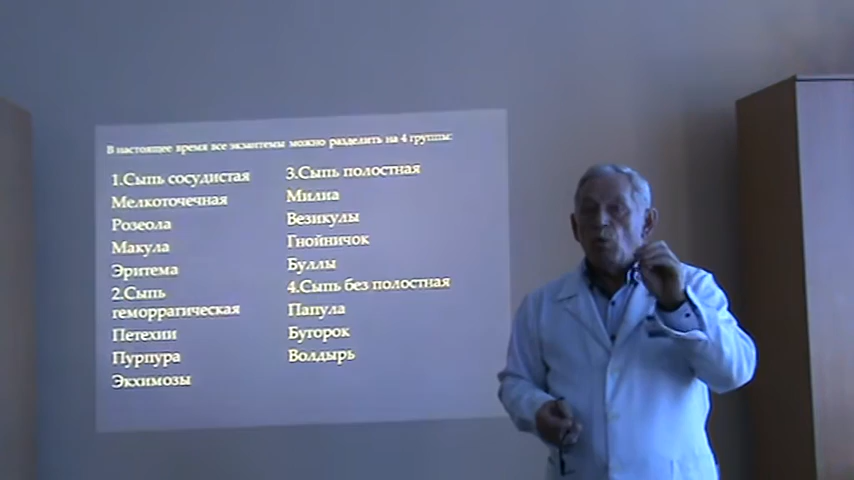 В настоящее время все экзантемы можно разделить на 4 группы:
1.Сыпь сосудистая
Мелкоточечная
Розеола
Макула
Эритема
2.Сыпь
геморрагическая
Петехии
Пурпура
Экхимозы
3.Сыпь полостная
Милиа
Везикулы
Гнойничок
Буллы
4.Сыпь без полостная
Папула
Бугорок
Волдырь